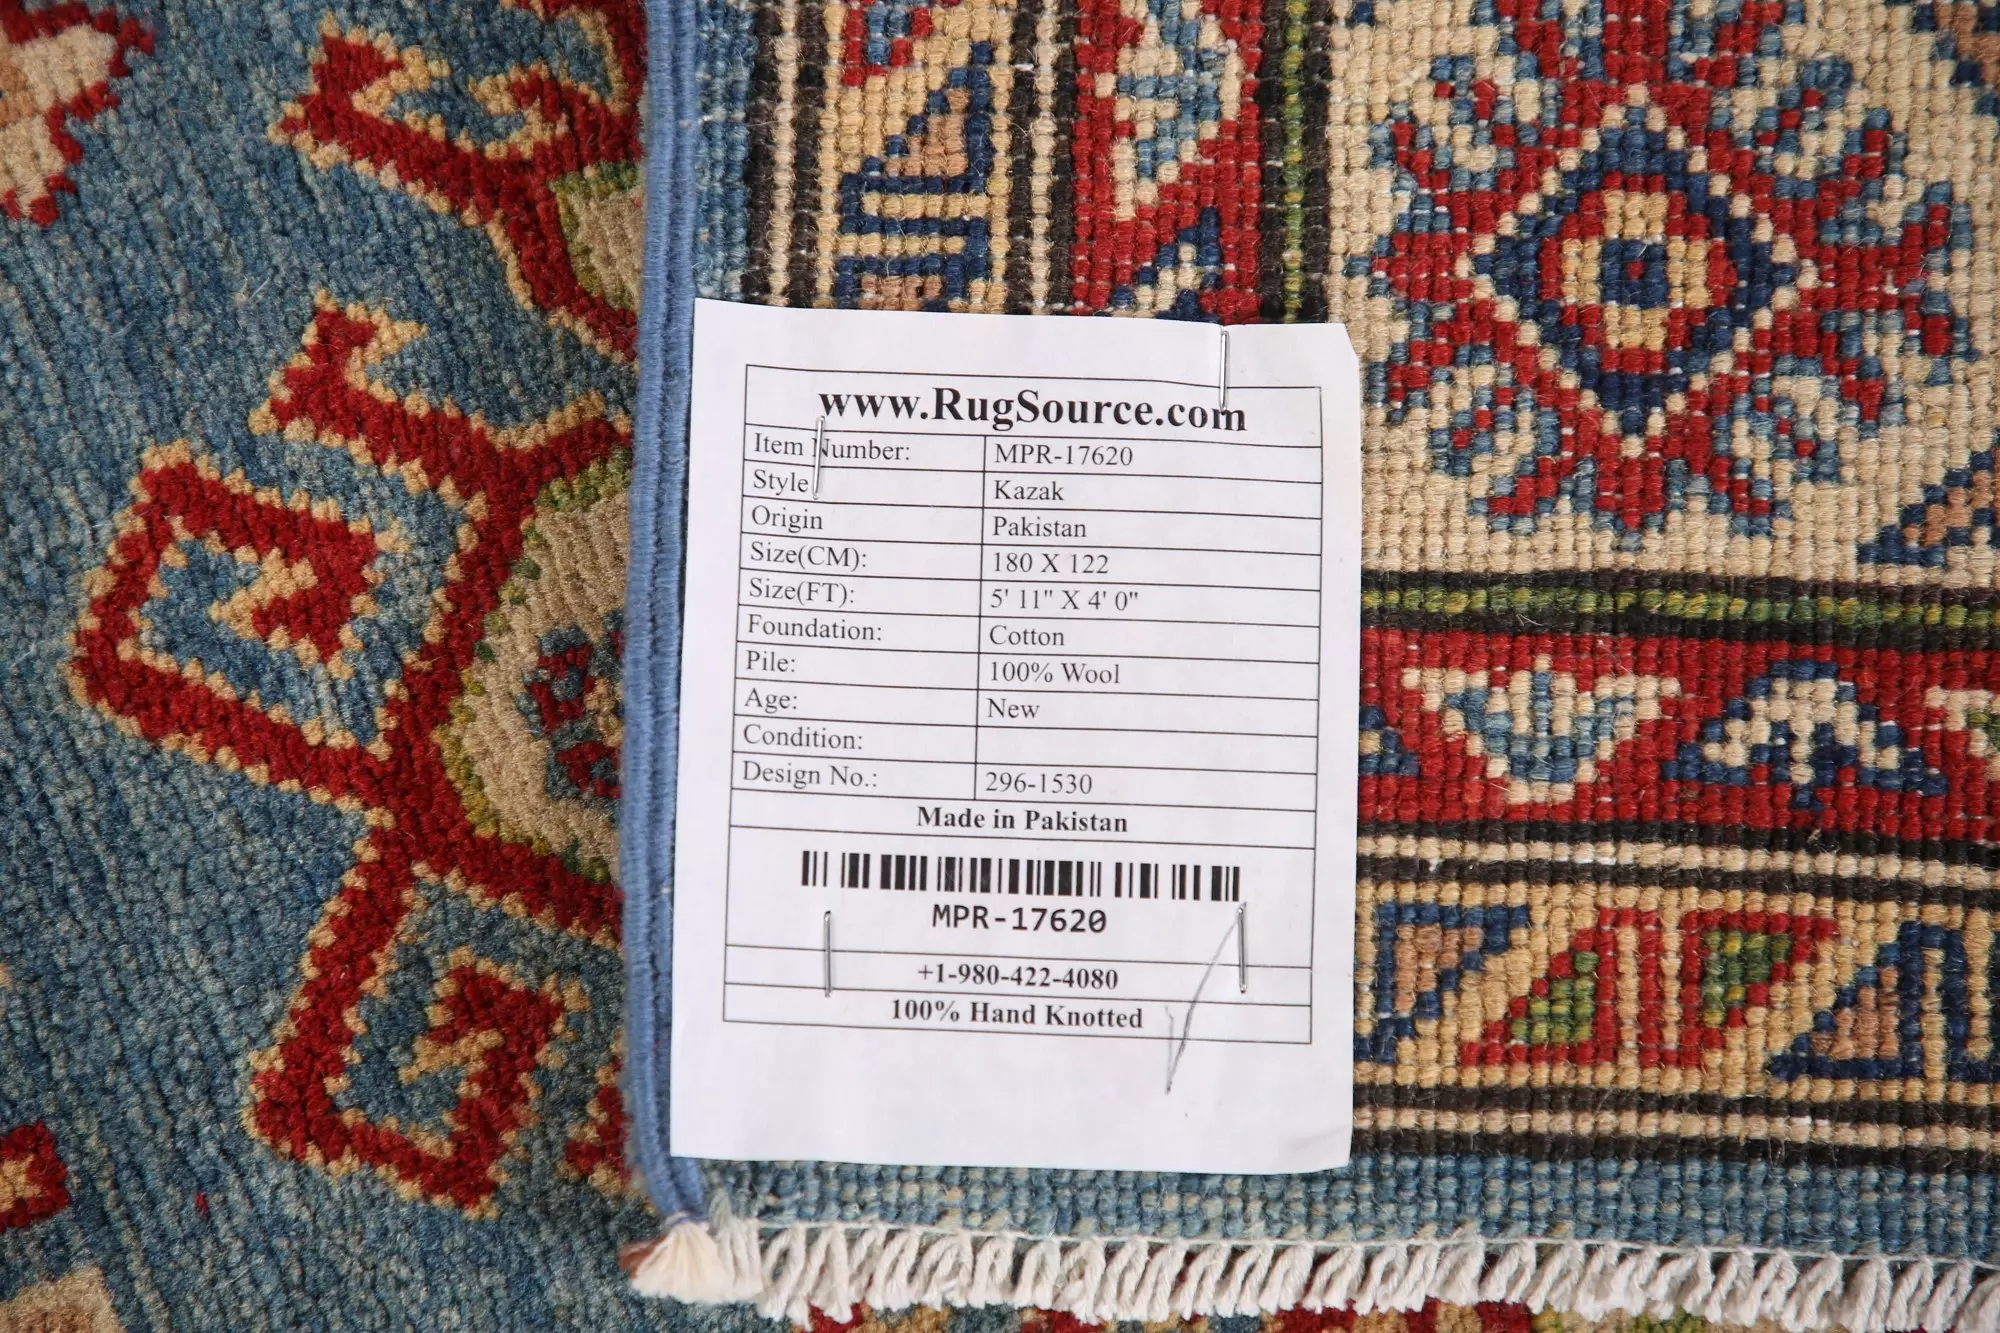 www.RugSource.com
Item Number: MPR-17620
Style Kazak
Origin Pakistan
Size(CM): 180 X 122
Size(FT): 5' 11" X 4' 0"
Foundation: Cotton
Pile: 100% Wool
Age: New
Condition:
Design No.: 296-1530
Made in Pakistan
MPR-17620
+1-980-422-4080
100% Hand Knotted